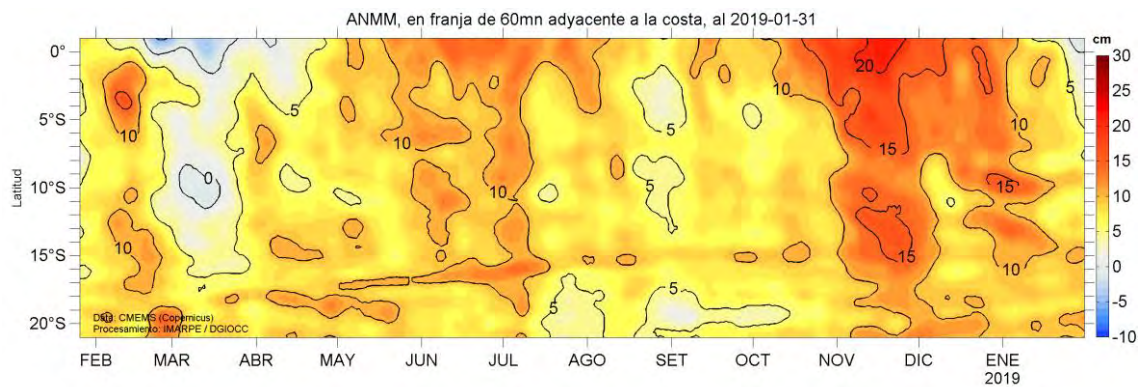 ANMM, en franja de 60mn adyacente a la costa, al 2019-01-31
cm
Latitud
0°
5°S
10°S
15°S
20°S
30
25
20
15
10
5
0
-5
-10
10
0
10
5
10
10
5
5
5
5
10
20
15
15
15
10
10
5
Data: CMEMS (Copernicus)
Procesamiento: IMARPE / DGIOCC
FEB MAR ABR MAY JUN JUL AGO SET OCT NOV DIC ENE
2019